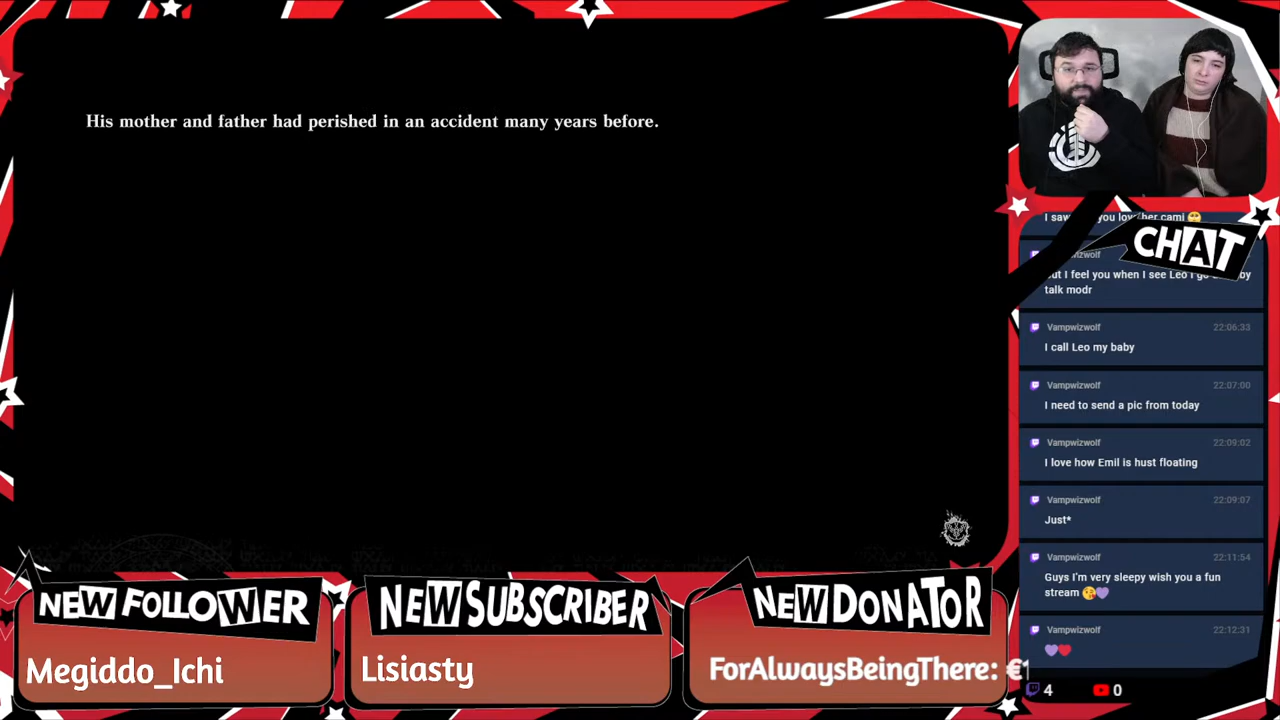 His mother and father had perished in an accident many years before.
CHAT
22:06:33
Vampwizwolf
I call Leo my baby
Vampwizwolf
22:07:00
I need to send a pic from today
Vampwizwolf
22:09:02
I love how Emil is hust floating
Vampwizwolf
22:09:07
Just*
Vampwizwolf
22:11:54
Guys I'm very sleepy wish you a fun
stream 😘💜
Vampwizwolf
22:12:31
💜❤️
4
0
NEW FOLLOWER
Megiddo_Ichi
NEW SUBSCRIBER
Lisiasty
NEW DONATOR
ForAlwaysBeingThere: €1